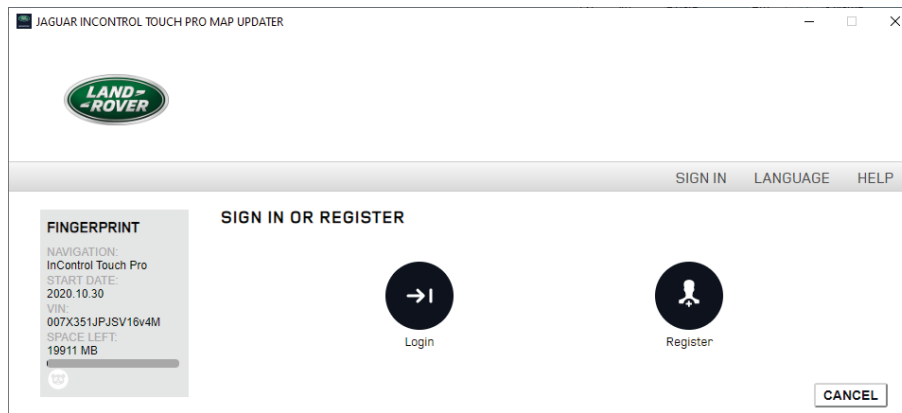 JAGUAR INCONTROL TOUCH PRO MAP UPDATER
LAND-
-ROVER
SIGN IN LANGUAGE HELP
FINGERPRINT
NAVIGATION:
InControl Touch Pro
START DATE:
2020.10.30
VIN:
007X351JPJSV16v4M
SPACE LEFT:
19911 MB
SIGN IN OR REGISTER
Login
Register
CANCEL